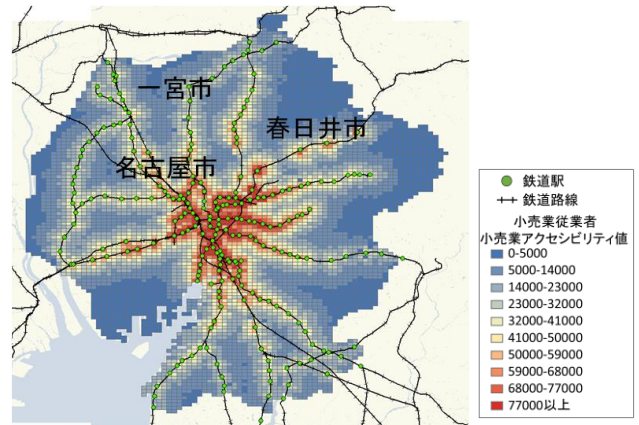 一宮市
春日井市
名古屋市
鉄道駅
鉄道路線
小売業従業者
小売業アクセシビリティ値
0-5000
5000-14000
14000-23000
23000-32000
32000-41000
41000-50000
50000-59000
59000-68000
68000-77000
77000以上